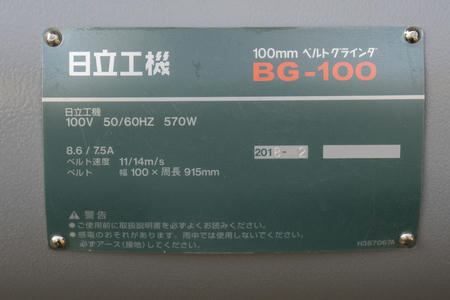 日立工機
100mm ベルトグラインダ
BG-100
日立工機
100V 50/60HZ 570W
8.6 / 7.5A
ベルト速度 11/14m/s
ベルト 幅 100×周長 915mm
⚠ 警告
●ご使用前に取扱説明書を必ずよくお読みください。
●感電のおそれがあります。雨中では使用しないでください。
必ずアース(接地)してください。
H387067A